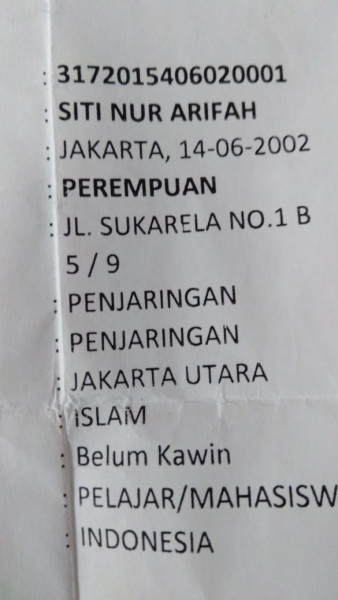 : 3172015406020001
: SITI NUR ARIFAH
: JAKARTA, 14-06-2002
: PEREMPUAN
: JL. SUKARELA NO.1 B
5 / 9
: PENJARINGAN
: PENJARINGAN
: JAKARTA UTARA
: ISLAM
: Belum Kawin
: PELAJAR/MAHASISW
: INDONESIA